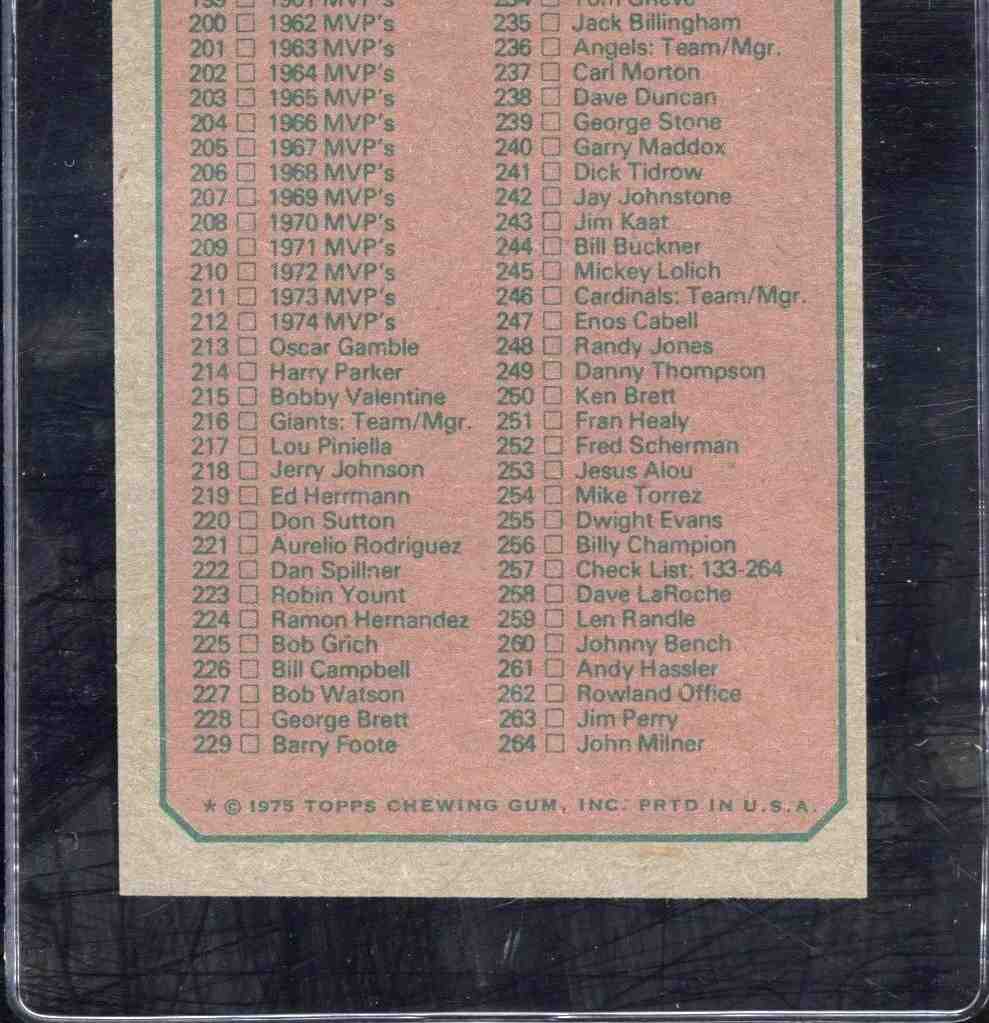 199 ☐ 1961 MVP's
200 ☐ 1962 MVP's
201 ☐ 1963 MVP's
202 ☐ 1964 MVP's
203 ☐ 1965 MVP's
204 ☐ 1966 MVP's
205 ☐ 1967 MVP's
206 ☐ 1968 MVP's
207 ☐ 1969 MVP's
208 ☐ 1970 MVP's
209 ☐ 1971 MVP's
210 ☐ 1972 MVP's
211 ☐ 1973 MVP's
212 ☐ 1974 MVP's
213 ☐ Oscar Gamble
214 ☐ Harry Parker
215 ☐ Bobby Valentine
216 ☐ Giants: Team/Mgr.
217 ☐ Lou Piniella
218 ☐ Jerry Johnson
219 ☐ Ed Herrmann
220 ☐ Don Sutton
221 ☐ Aurelio Rodriguez
222 ☐ Dan Spillner
223 ☐ Robin Yount
224 ☐ Ramon Hernandez
225 ☐ Bob Grich
226 ☐ Bill Campbell
227 ☐ Bob Watson
228 ☐ George Brett
229 ☐ Barry Foote
234 ☐ Tom Grieve
235 ☐ Jack Billingham
236 ☐ Angels: Team/Mgr.
237 ☐ Carl Morton
238 ☐ Dave Duncan
239 ☐ George Stone
240 ☐ Garry Maddox
241 ☐ Dick Tidrow
242 ☐ Jay Johnstone
243 ☐ Jim Kaat
244 ☐ Bill Buckner
245 ☐ Mickey Lolich
246 ☐ Cardinals: Team/Mgr.
247 ☐ Enos Cabell
248 ☐ Randy Jones
249 ☐ Danny Thompson
250 ☐ Ken Brett
251 ☐ Fran Healy
252 ☐ Fred Scherman
253 ☐ Jesus Alou
254 ☐ Mike Torrez
255 ☐ Dwight Evans
256 ☐ Billy Champion
257 ☐ Check List: 133-264
258 ☐ Dave LaRoche
259 ☐ Len Randle
260 ☐ Johnny Bench
261 ☐ Andy Hassler
262 ☐ Rowland Office
263 ☐ Jim Perry
264 ☐ John Milner
* © 1975 TOPPS CHEWING GUM, INC. PRTD IN U.S.A.